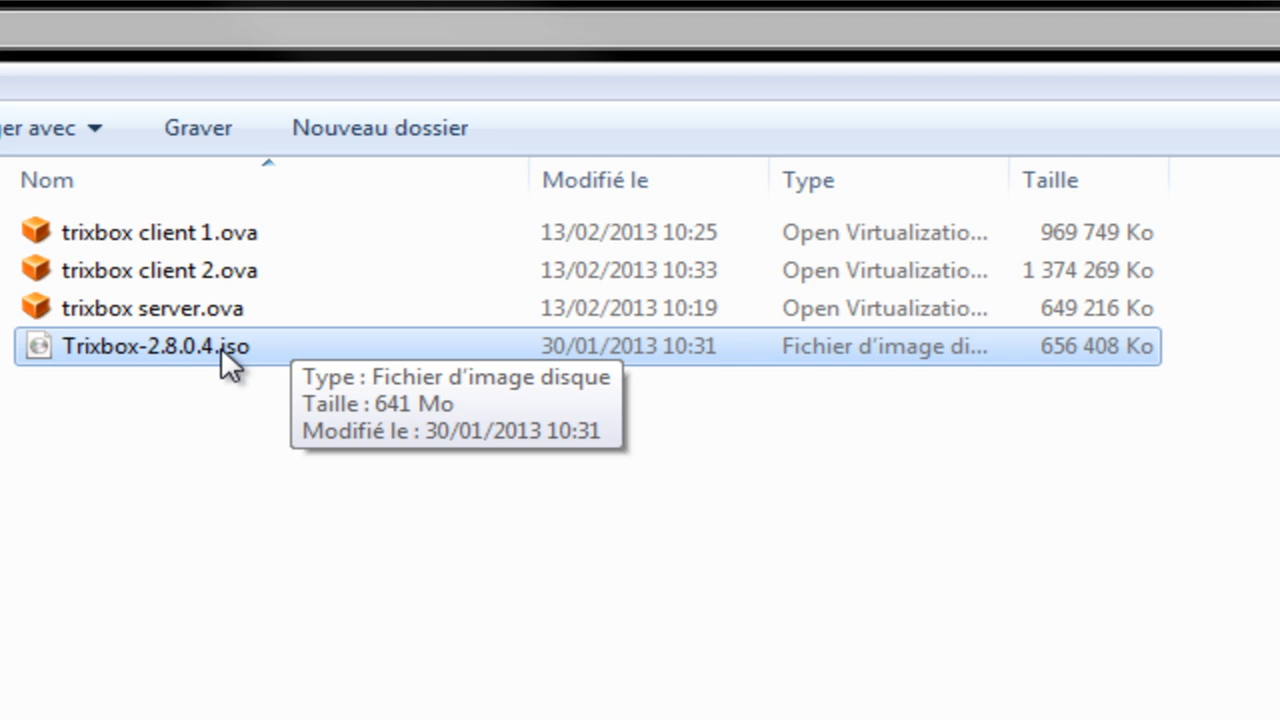 er avec Graver Nouveau dossier
Nom Modifié le Type Taille
trixbox client 1.ova 13/02/2013 10:25 Open Virtualizatio... 969 749 Ko
trixbox client 2.ova 13/02/2013 10:33 Open Virtualizatio... 1 374 269 Ko
trixbox server.ova 13/02/2013 10:19 Open Virtualizatio... 649 216 Ko
Trixbox-2.8.0.4.iso 30/01/2013 10:31 Fichier d'image di... 656 408 Ko
Type : Fichier d'image disque
Taille : 641 Mo
Modifié le : 30/01/2013 10:31